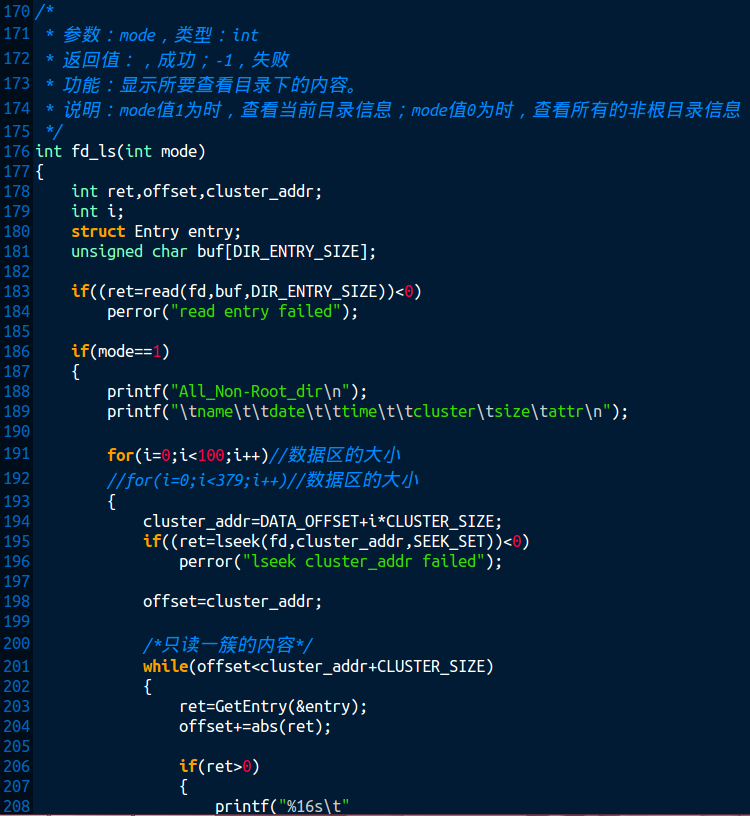 170 /*
171  * 参数：mode，类型：int
172  * 返回值：，成功；-1，失败
173  * 功能：显示所要查看目录下的内容。
174  * 说明：mode值1为时，查看当前目录信息；mode值0为时，查看所有的非根目录信息
175  */
176 int fd_ls(int mode)
177 {
178     int ret,offset,cluster_addr;
179     int i;
180     struct Entry entry;
181     unsigned char buf[DIR_ENTRY_SIZE];
182
183     if((ret=read(fd,buf,DIR_ENTRY_SIZE))<0)
184         perror("read entry failed");
185
186     if(mode==1)
187     {
188         printf("All_Non-Root_dir\n");
189         printf("\tname\t\tdate\t\ttime\t\tcluster\tsize\tattr\n");
190
191         for(i=0;i<100;i++)//数据区的大小
192         //for(i=0;i<379;i++)//数据区的大小
193         {
194             cluster_addr=DATA_OFFSET+i*CLUSTER_SIZE;
195             if((ret=lseek(fd,cluster_addr,SEEK_SET))<0)
196                 perror("lseek cluster_addr failed");
197
198             offset=cluster_addr;
199
200             /*只读一簇的内容*/
201             while(offset<cluster_addr+CLUSTER_SIZE)
202             {
203                 ret=GetEntry(&entry);
204                 offset+=abs(ret);
205
206                 if(ret>0)
207                 {
208                     printf("%16s\t"